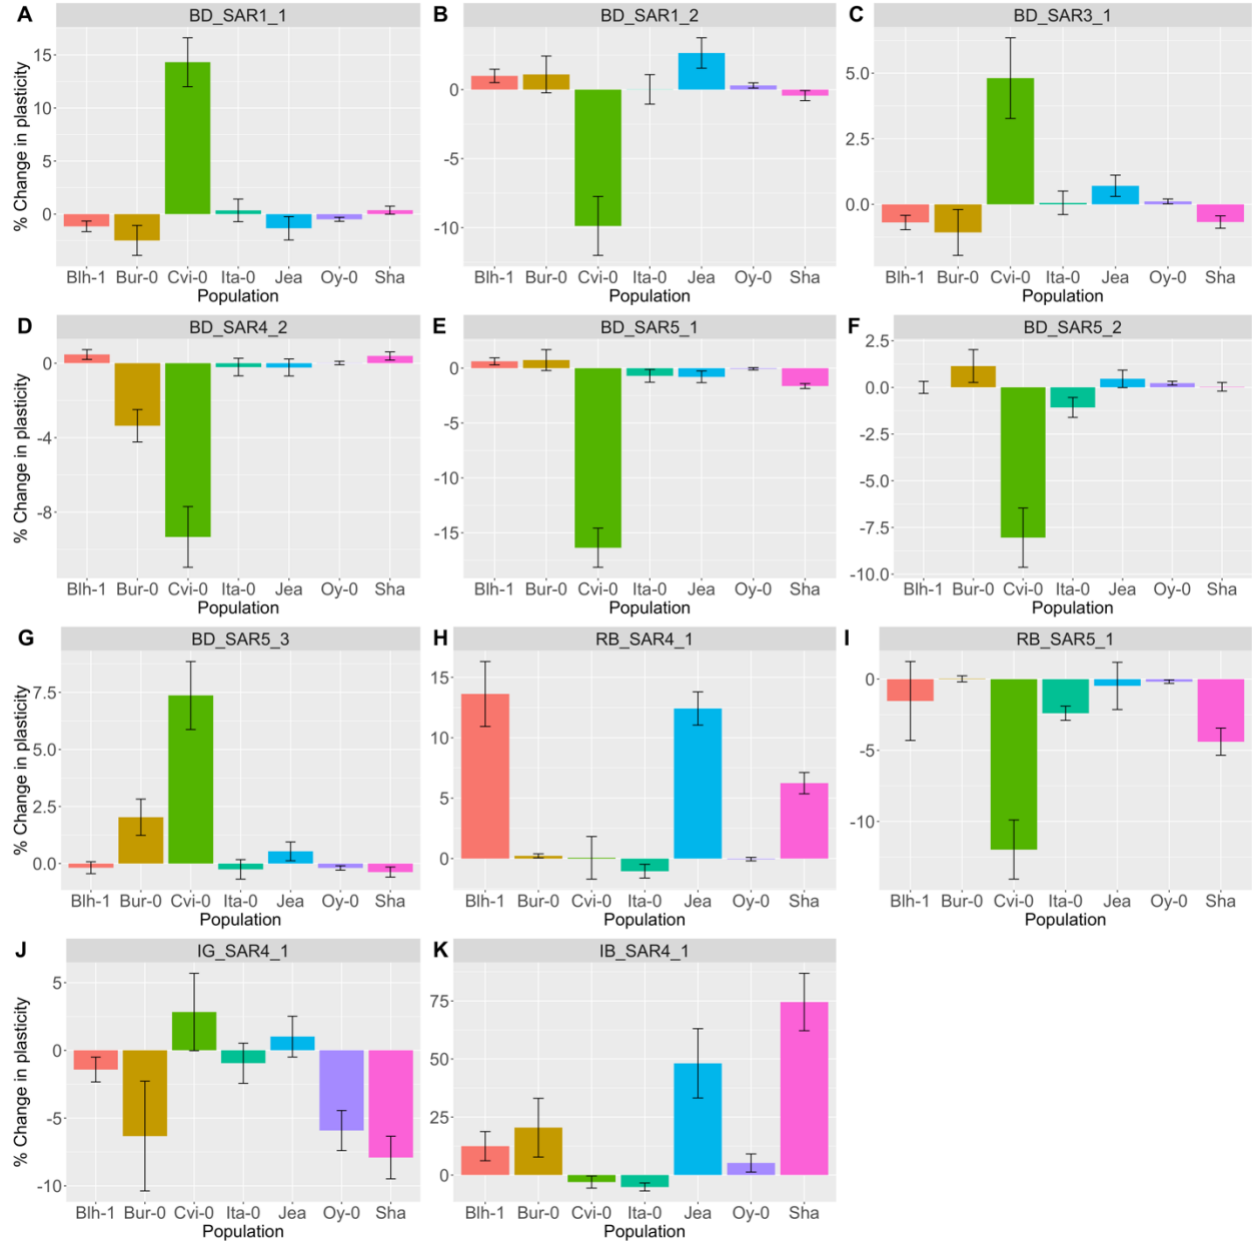 A BD_SAR1_1
% Change in plasticity
15
10
5
0
Blh-1 Bur-0 Cvi-0 Ita-0 Jea Oy-0 Sha
Population
B BD_SAR1_2
0
-5
-10
Blh-1 Bur-0 Cvi-0 Ita-0 Jea Oy-0 Sha
Population
C BD_SAR3_1
5.0
2.5
0.0
Blh-1 Bur-0 Cvi-0 Ita-0 Jea Oy-0 Sha
Population
D BD_SAR4_2
% Change in plasticity
0
-4
-8
Blh-1 Bur-0 Cvi-0 Ita-0 Jea Oy-0 Sha
Population
E BD_SAR5_1
0
-5
-10
-15
Blh-1 Bur-0 Cvi-0 Ita-0 Jea Oy-0 Sha
Population
F BD_SAR5_2
2.5
0.0
-2.5
-5.0
-7.5
-10.0
Blh-1 Bur-0 Cvi-0 Ita-0 Jea Oy-0 Sha
Population
G BD_SAR5_3
% Change in plasticity
7.5
5.0
2.5
0.0
Blh-1 Bur-0 Cvi-0 Ita-0 Jea Oy-0 Sha
Population
H RB_SAR4_1
15
10
5
0
Blh-1 Bur-0 Cvi-0 Ita-0 Jea Oy-0 Sha
Population
I RB_SAR5_1
0
-5
-10
Blh-1 Bur-0 Cvi-0 Ita-0 Jea Oy-0 Sha
Population
J IG_SAR4_1
% Change in plasticity
5
0
-5
-10
Blh-1 Bur-0 Cvi-0 Ita-0 Jea Oy-0 Sha
Population
K IB_SAR4_1
75
50
25
0
Blh-1 Bur-0 Cvi-0 Ita-0 Jea Oy-0 Sha
Population